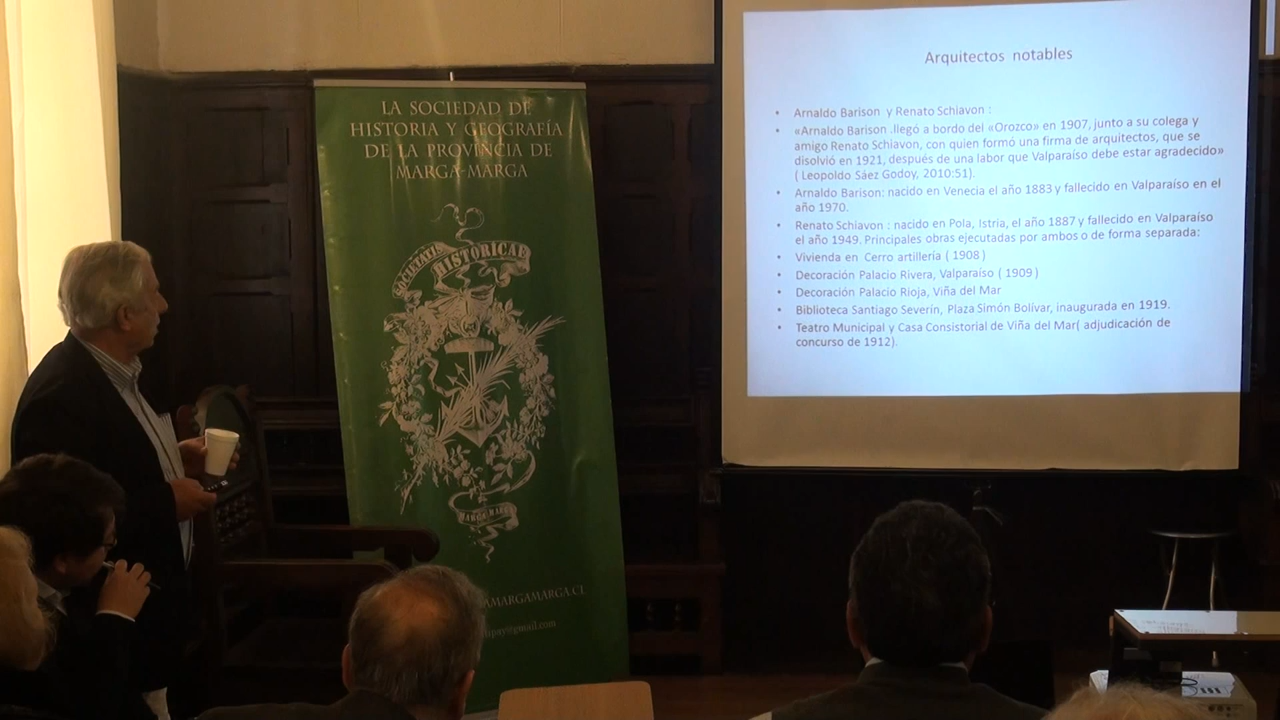 LA SOCIEDAD DE
HISTORIA Y GEOGRAFÍA
DE LA PROVINCIA DE
MARGA-MARGA
SOCIETATIS
HISTORICAE
MARGA MARGA
AMARGAMARGA.CL
@gmail.com
Arquitectos notables
• Arnaldo Barison y Renato Schiavon :
• «Arnaldo Barison .llegó a bordo del «Orozco» en 1907, junto a su colega y
amigo Renato Schiavon, con quien formó una firma de arquitectos, que se
disolvió en 1921, después de una labor que Valparaíso debe estar agradecido»
( Leopoldo Sáez Godoy, 2010:51).
• Arnaldo Barison: nacido en Venecia el año 1883 y fallecido en Valparaíso en el
año 1970.
• Renato Schiavon : nacido en Pola, Istria, el año 1887 y fallecido en Valparaíso
el año 1949. Principales obras ejecutadas por ambos o de forma separada:
• Vivienda en Cerro artillería ( 1908 )
• Decoración Palacio Rivera, Valparaíso ( 1909 )
• Decoración Palacio Rioja, Viña del Mar
• Biblioteca Santiago Severín, Plaza Simón Bolívar, inaugurada en 1919.
• Teatro Municipal y Casa Consistorial de Viña del Mar( adjudicación de
concurso de 1912).